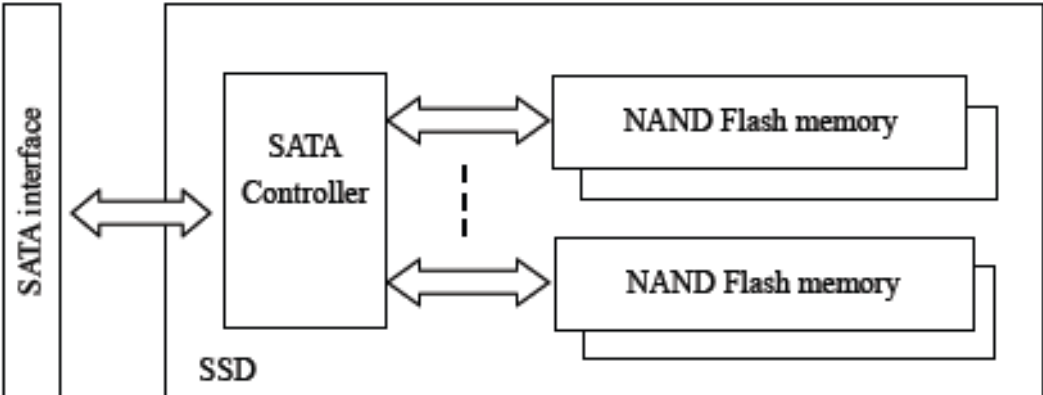 SATA interface
SATA
Controller
NAND Flash memory
NAND Flash memory
SSD